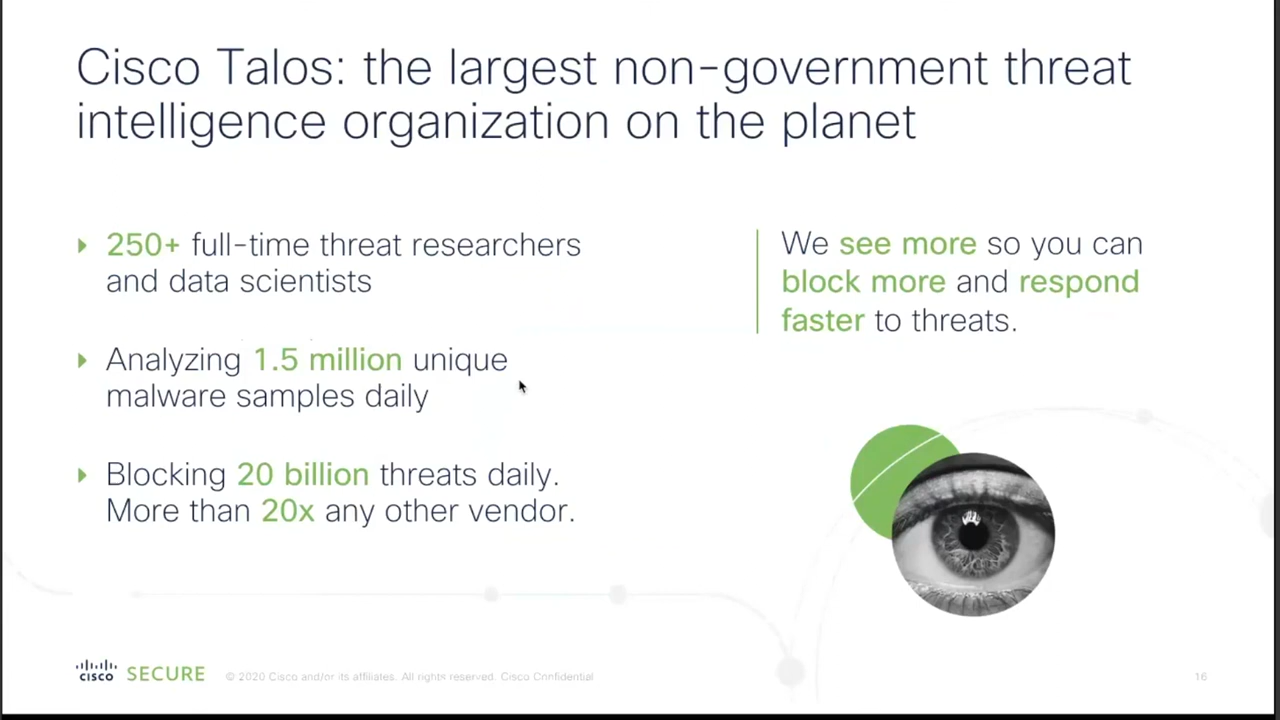 Cisco Talos: the largest non-government threat
intelligence organization on the planet
250+ full-time threat researchers
and data scientists
Analyzing 1.5 million unique
malware samples daily
Blocking 20 billion threats daily.
More than 20x any other vendor.
We see more so you can
block more and respond
faster to threats.
CISCO SECURE © 2020 Cisco and/or its affiliates. All rights reserved. Cisco Confidential 16